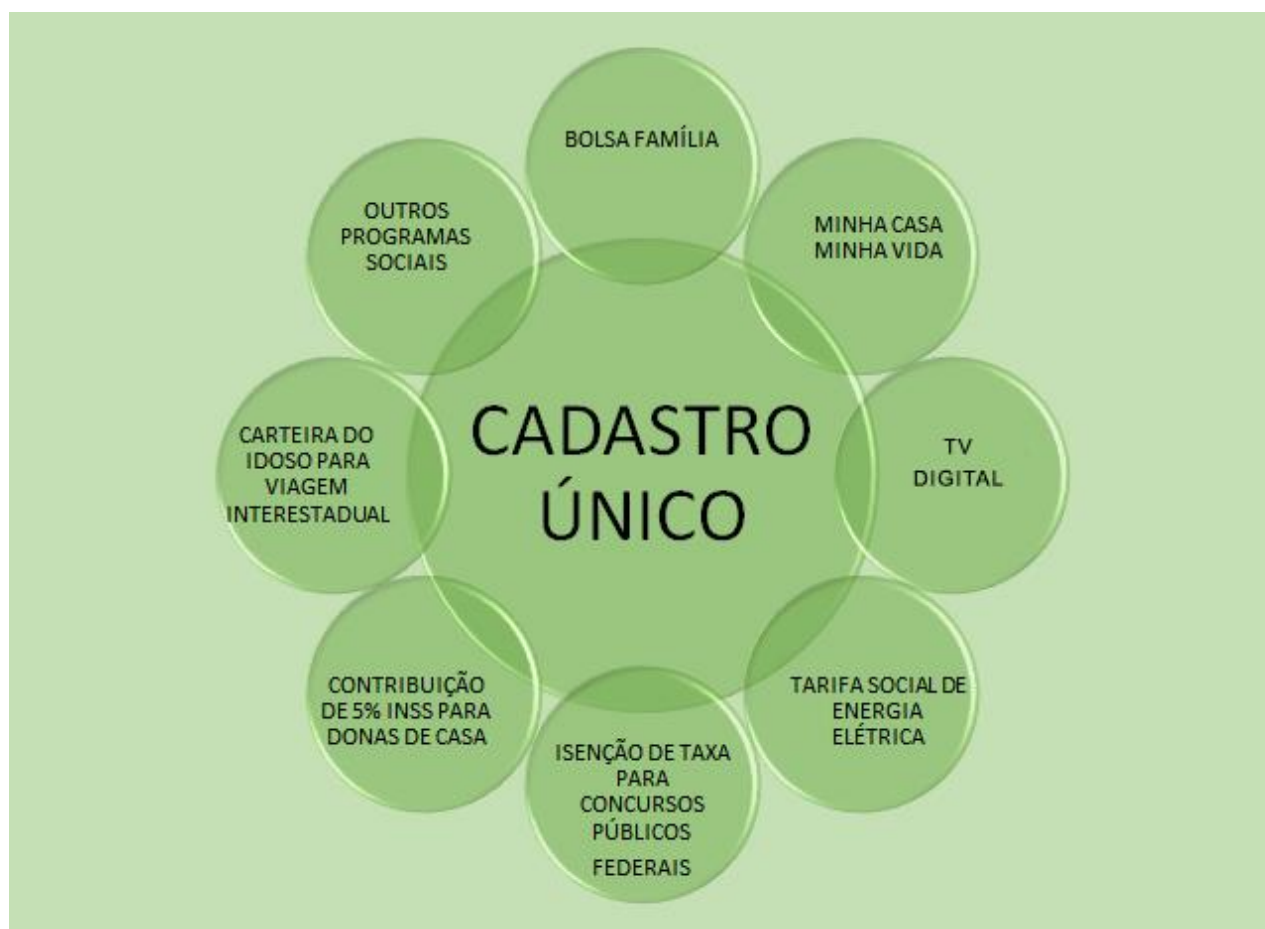 BOLSA FAMÍLIA
MINHA CASA
MINHA VIDA
TV
DIGITAL
TARIFA SOCIAL DE
ENERGIA
ELÉTRICA
ISENÇÃO DE TAXA
PARA
CONCURSOS
PÚBLICOS
FEDERAIS
CONTRIBUIÇÃO
DE 5% INSS PARA
DONAS DE CASA
CARTEIRA DO
IDOSO PARA
VIAGEM
INTERESTADUAL
OUTROS
PROGRAMAS
SOCIAIS
CADASTRO
ÚNICO